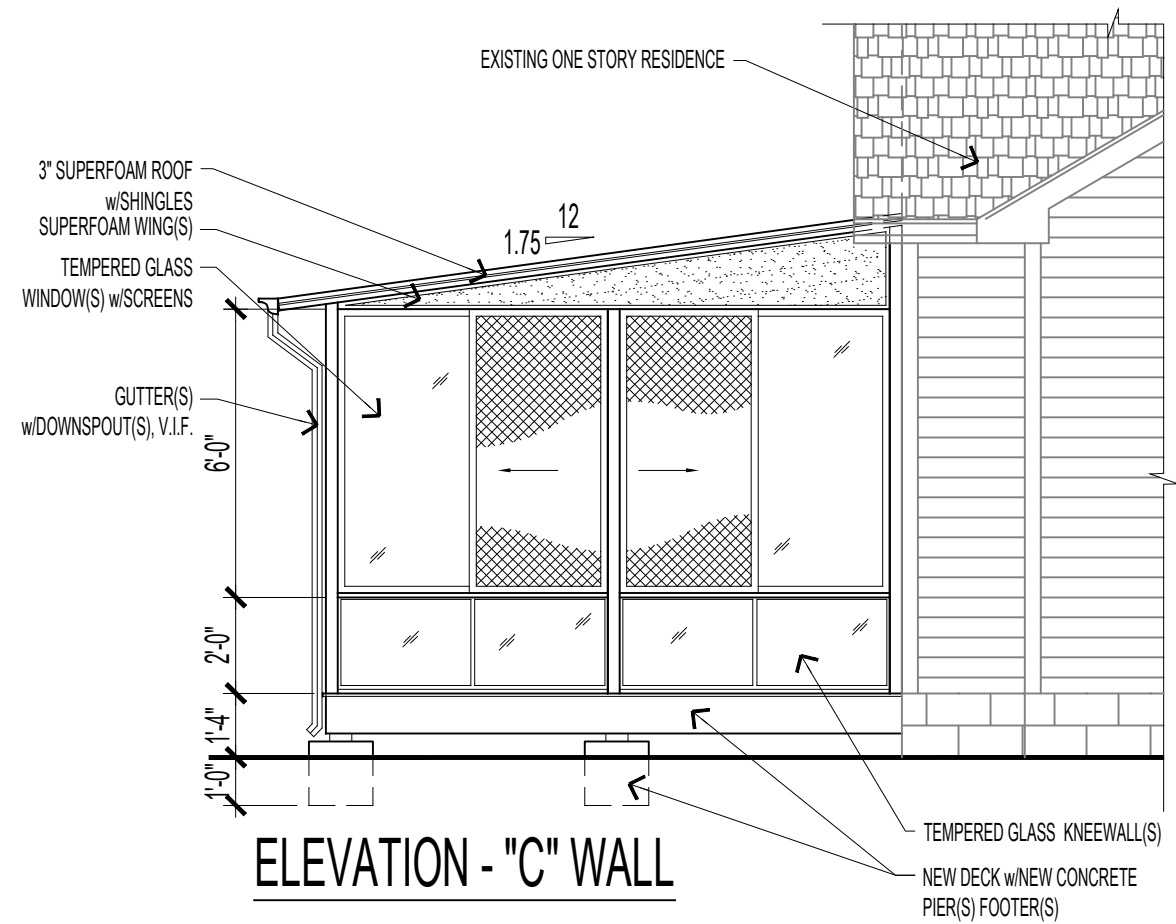 EXISTING ONE STORY RESIDENCE
3" SUPERFOAM ROOF
w/SHINGLES
SUPERFOAM WING(S)
12
1.75
TEMPERED GLASS
WINDOW(S) w/SCREENS
GUTTER(S)
w/DOWNSPOUT(S), V.I.F.
6'-0"
2'-0"
1'-4"
1'-0"
TEMPERED GLASS KNEEWALL(S)
NEW DECK w/NEW CONCRETE
PIER(S) FOOTER(S)
ELEVATION - "C" WALL